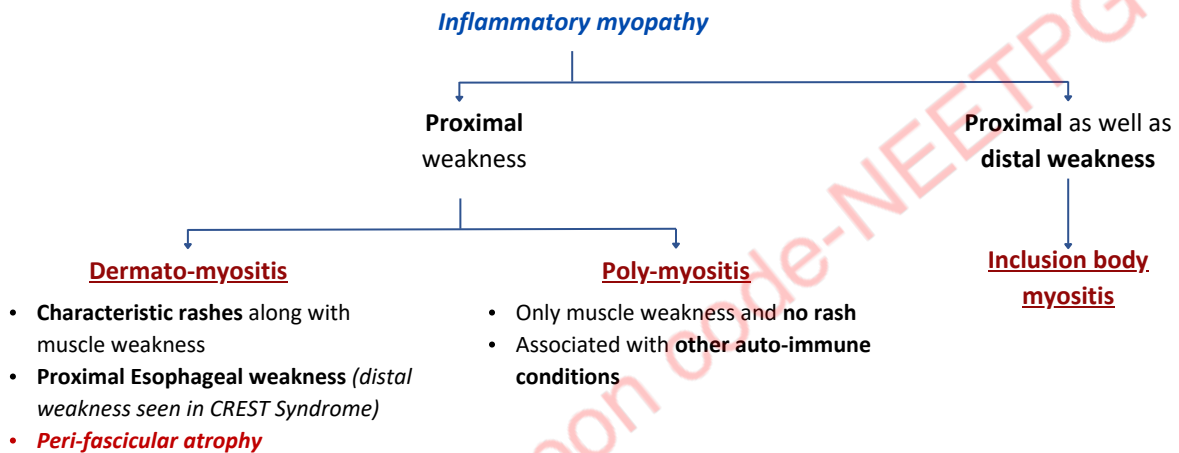 Inflammatory myopathy
Proximal
weakness
Proximal as well as
distal weakness
Dermato-myositis
• Characteristic rashes along with
muscle weakness
• Proximal Esophageal weakness (distal
weakness seen in CREST Syndrome)
• Peri-fascicular atrophy
Poly-myositis
• Only muscle weakness and no rash
• Associated with other auto-immune
conditions
Inclusion body
myositis
code-NEETPG